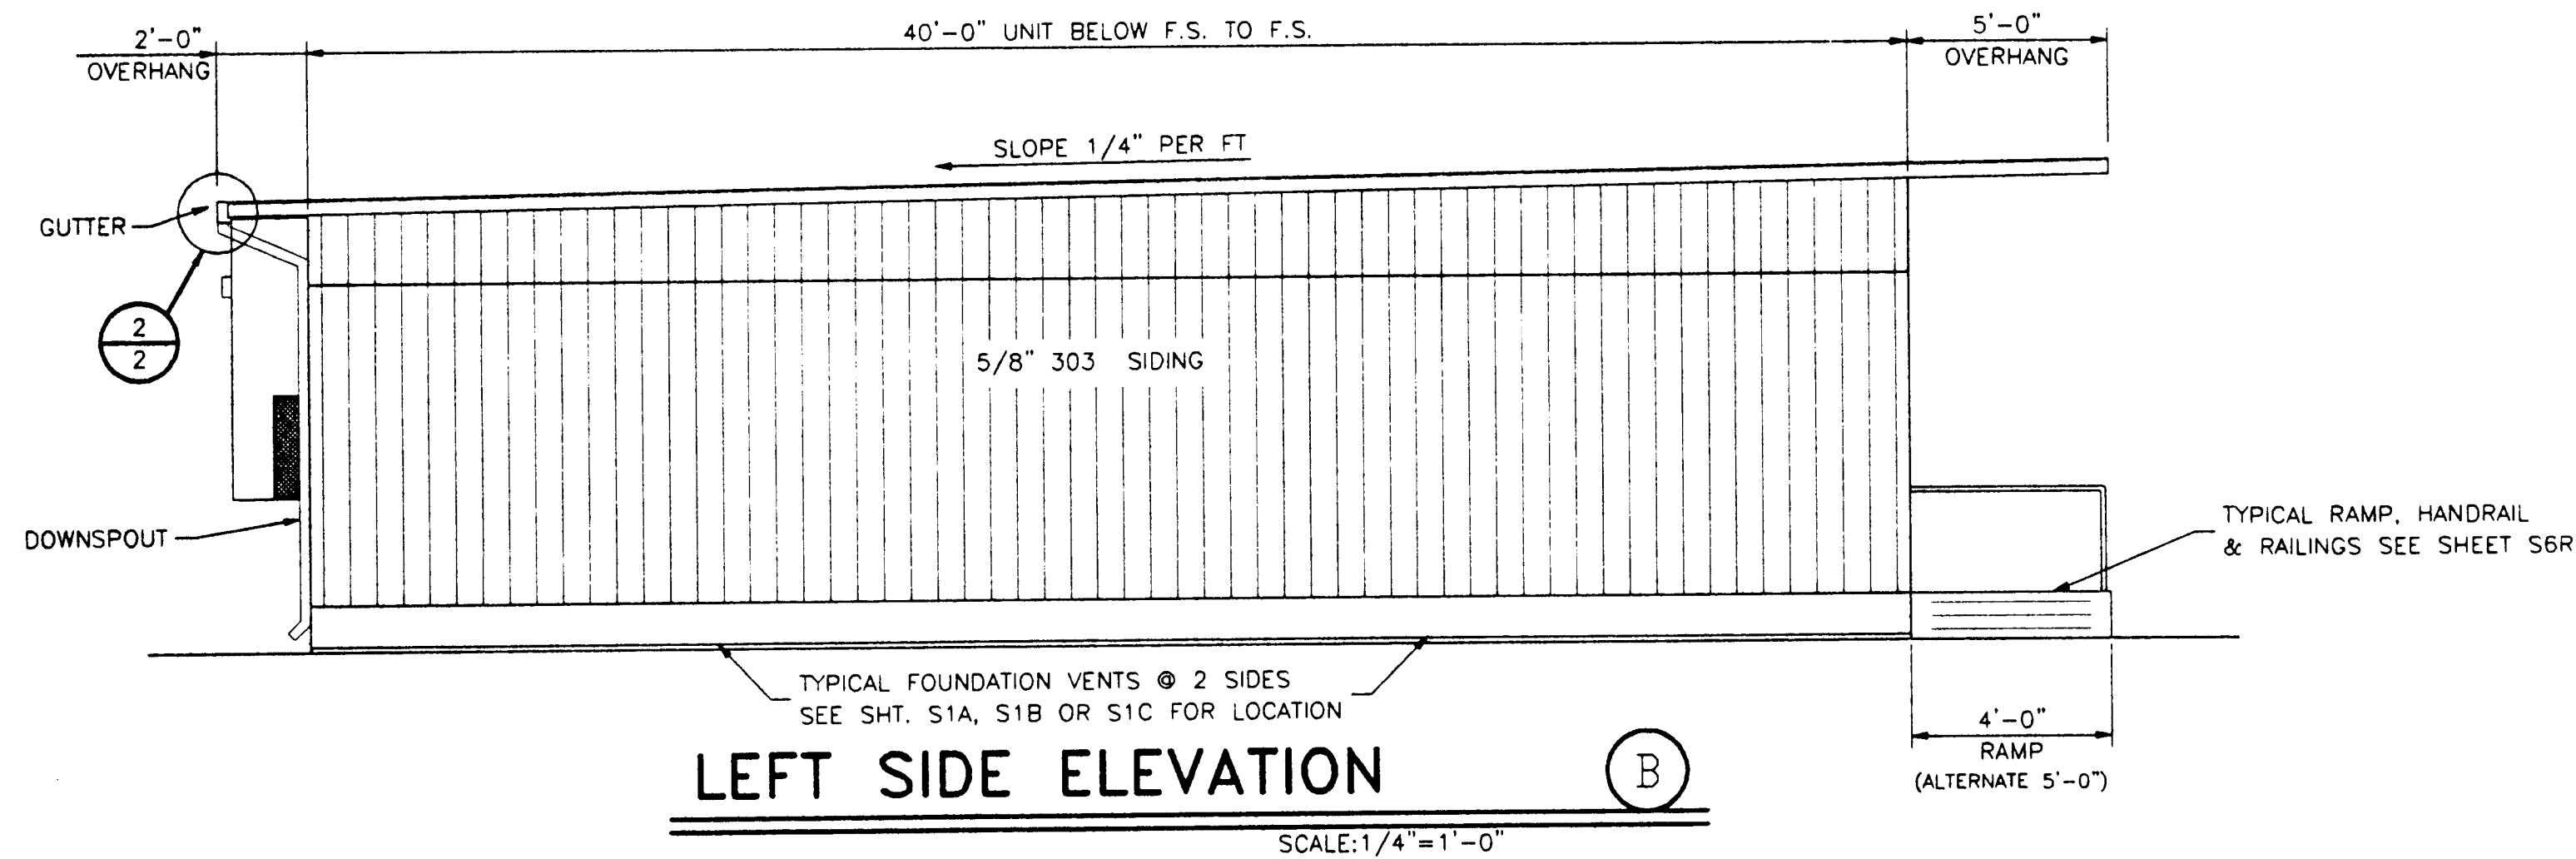 2'-0"
OVERHANG
40'-0" UNIT BELOW F.S. TO F.S.
5'-0"
OVERHANG
SLOPE 1/4" PER FT
GUTTER
2
2
5/8" 303 SIDING
DOWNSPOUT
TYPICAL RAMP, HANDRAIL
& RAILINGS SEE SHEET S6R
TYPICAL FOUNDATION VENTS @ 2 SIDES
SEE SHT. S1A, S1B OR S1C FOR LOCATION
4'-0"
RAMP
(ALTERNATE 5'-0")
LEFT SIDE ELEVATION
B
SCALE:1/4"=1'-0"